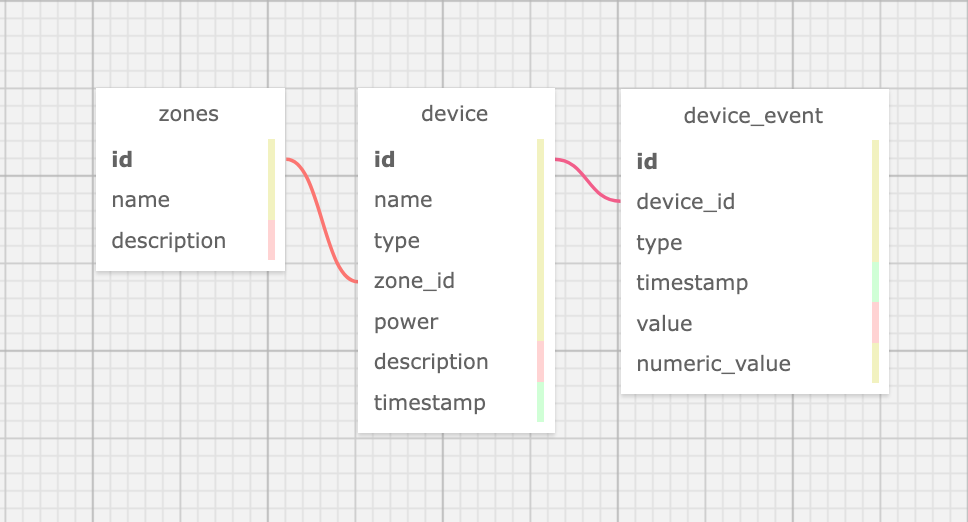 zones
id
name
description
device
id
name
type
zone_id
power
description
timestamp
device_event
id
device_id
type
timestamp
value
numeric_value